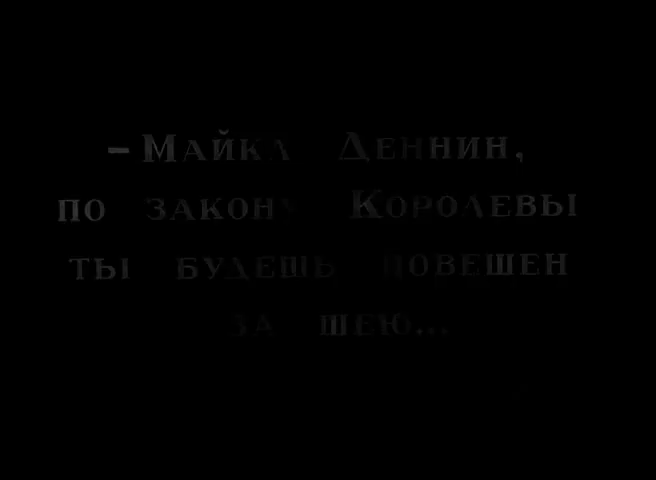 – Майкл Деннин,
по закону Королевы
ты будешь повешен
за шею...